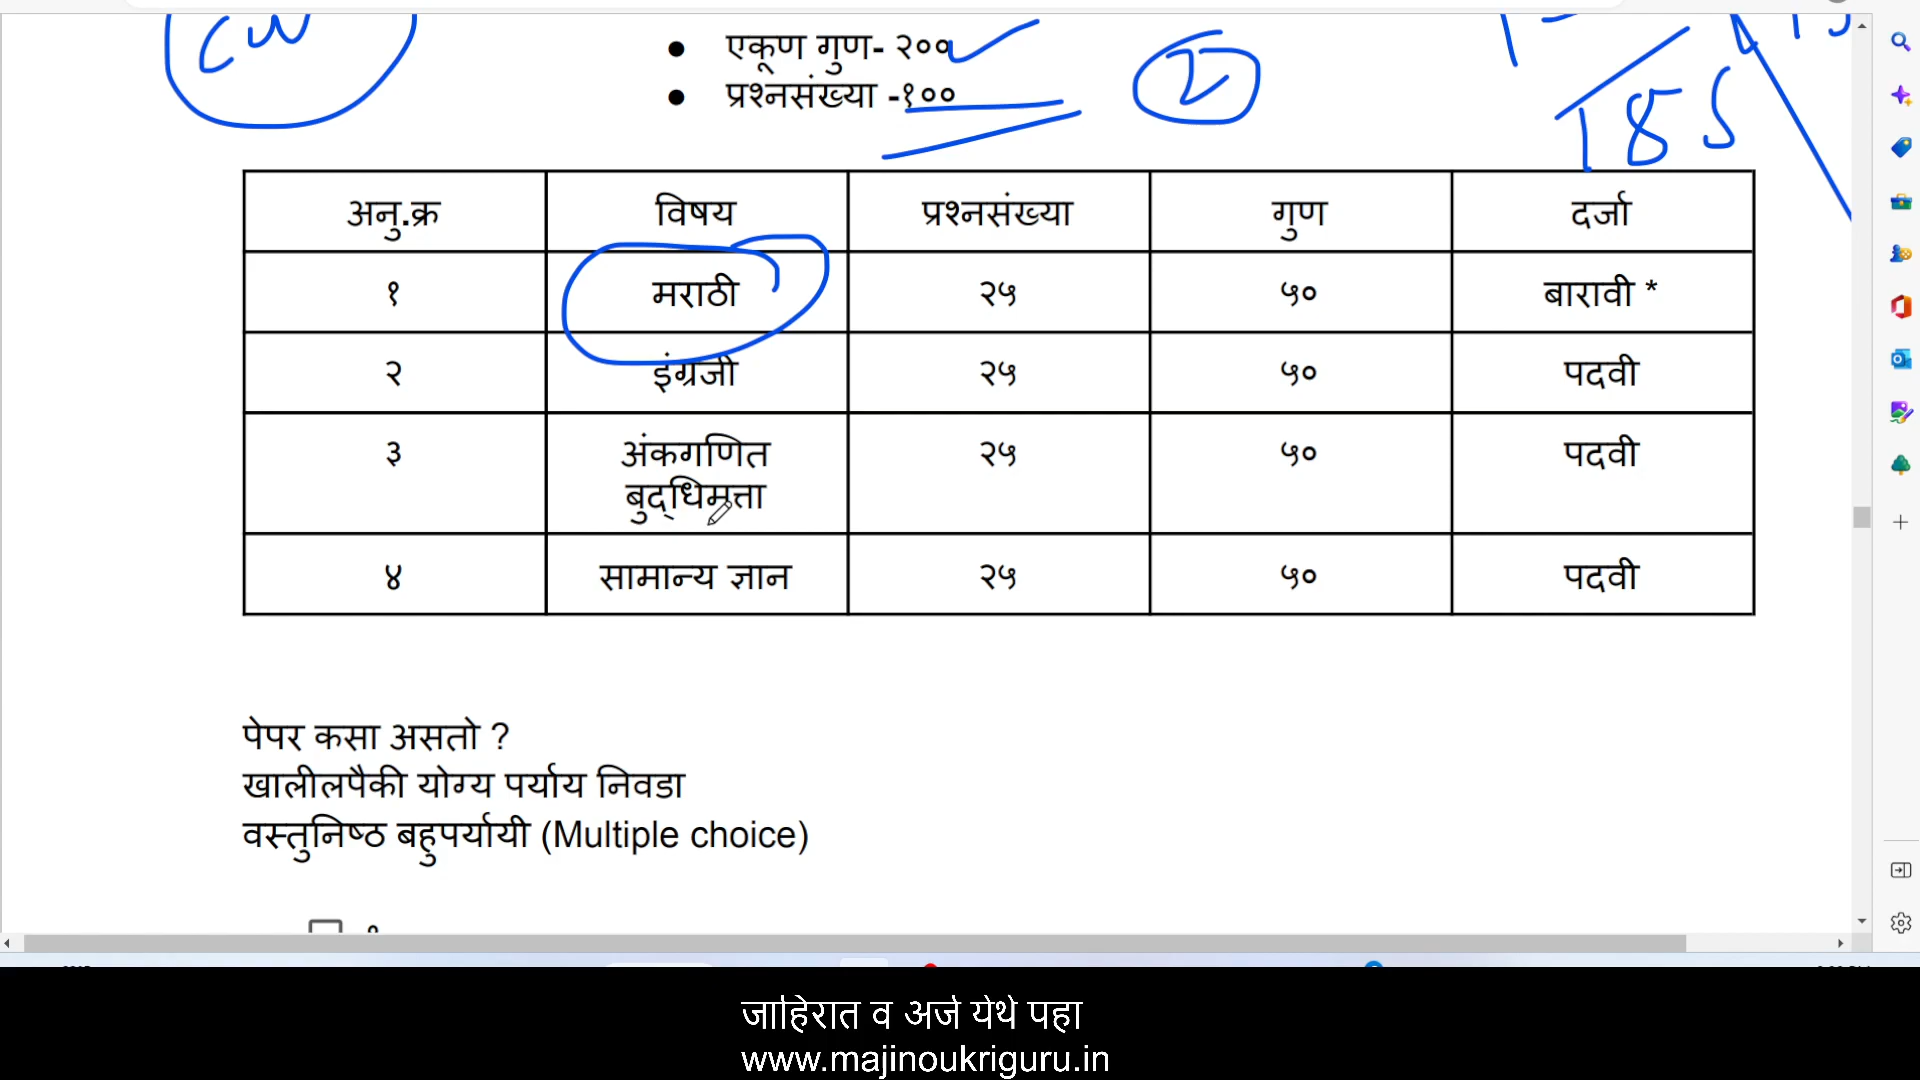 एकूण गुण- २००
प्रश्नसंख्या -१००
2
185
अनु.क्र विषय प्रश्नसंख्या गुण दर्जा
१ मराठी २५ ५० बारावी *
२ इंग्रजी २५ ५० पदवी
३ अंकगणित बुद्धिमत्ता २५ ५० पदवी
४ सामान्य ज्ञान २५ ५० पदवी
पेपर कसा असतो ?
खालीलपैकी योग्य पर्याय निवडा
वस्तुनिष्ठ बहुपर्यायी (Multiple choice)
जाहिरात व अर्ज येथे पहा
www.majinoukriguru.in